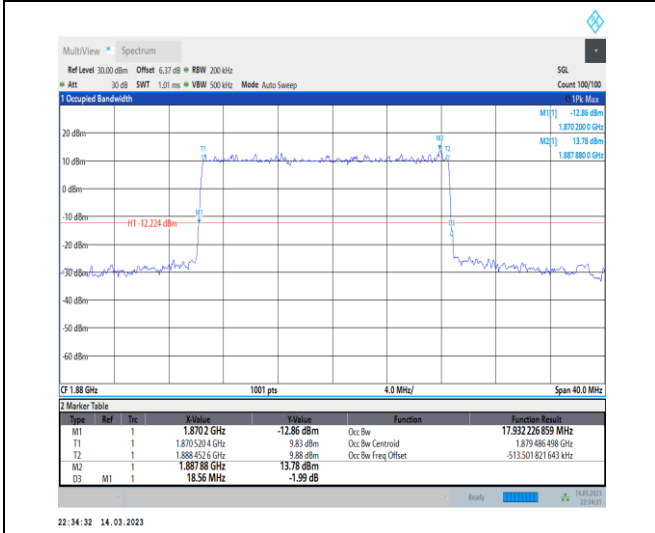 MultiView Spectrum
Ref Level 30.00 dBm Offset 6.37 dB RBW 200 kHz SGL
Att 30 dB SWT 1.01 ms VBW 500 kHz Mode Auto Sweep Count 100/100
1 Occupied Bandwidth 1Pk Max
M1[1] -12.86 dBm
1.870 200 0 GHz
M2[1] 13.78 dBm
1.887 880 0 GHz
20 dBm
M2
T1 T2
10 dBm
0 dBm
-10 dBm
M1
H1 -12.224 dBm
D3
-20 dBm
-30 dBm
-40 dBm
-50 dBm
-60 dBm
CF 1.88 GHz 1001 pts 4.0 MHz/ Span 40.0 MHz
2 Marker Table
Type Ref Trc X-Value Y-Value Function Function Result
M1 1 1.8702 GHz -12.86 dBm Occ Bw 17.932 226 859 MHz
T1 1 1.870 520 4 GHz 9.83 dBm Occ Bw Centroid 1.879 486 498 GHz
T2 1 1.888 452 6 GHz 9.88 dBm Occ Bw Freq Offset -513.501 821 643 kHz
M2 1 1.887 88 GHz 13.78 dBm
D3 M1 1 18.56 MHz -1.99 dB
Ready 14.03.2023
22:34:31
22:34:32 14.03.2023